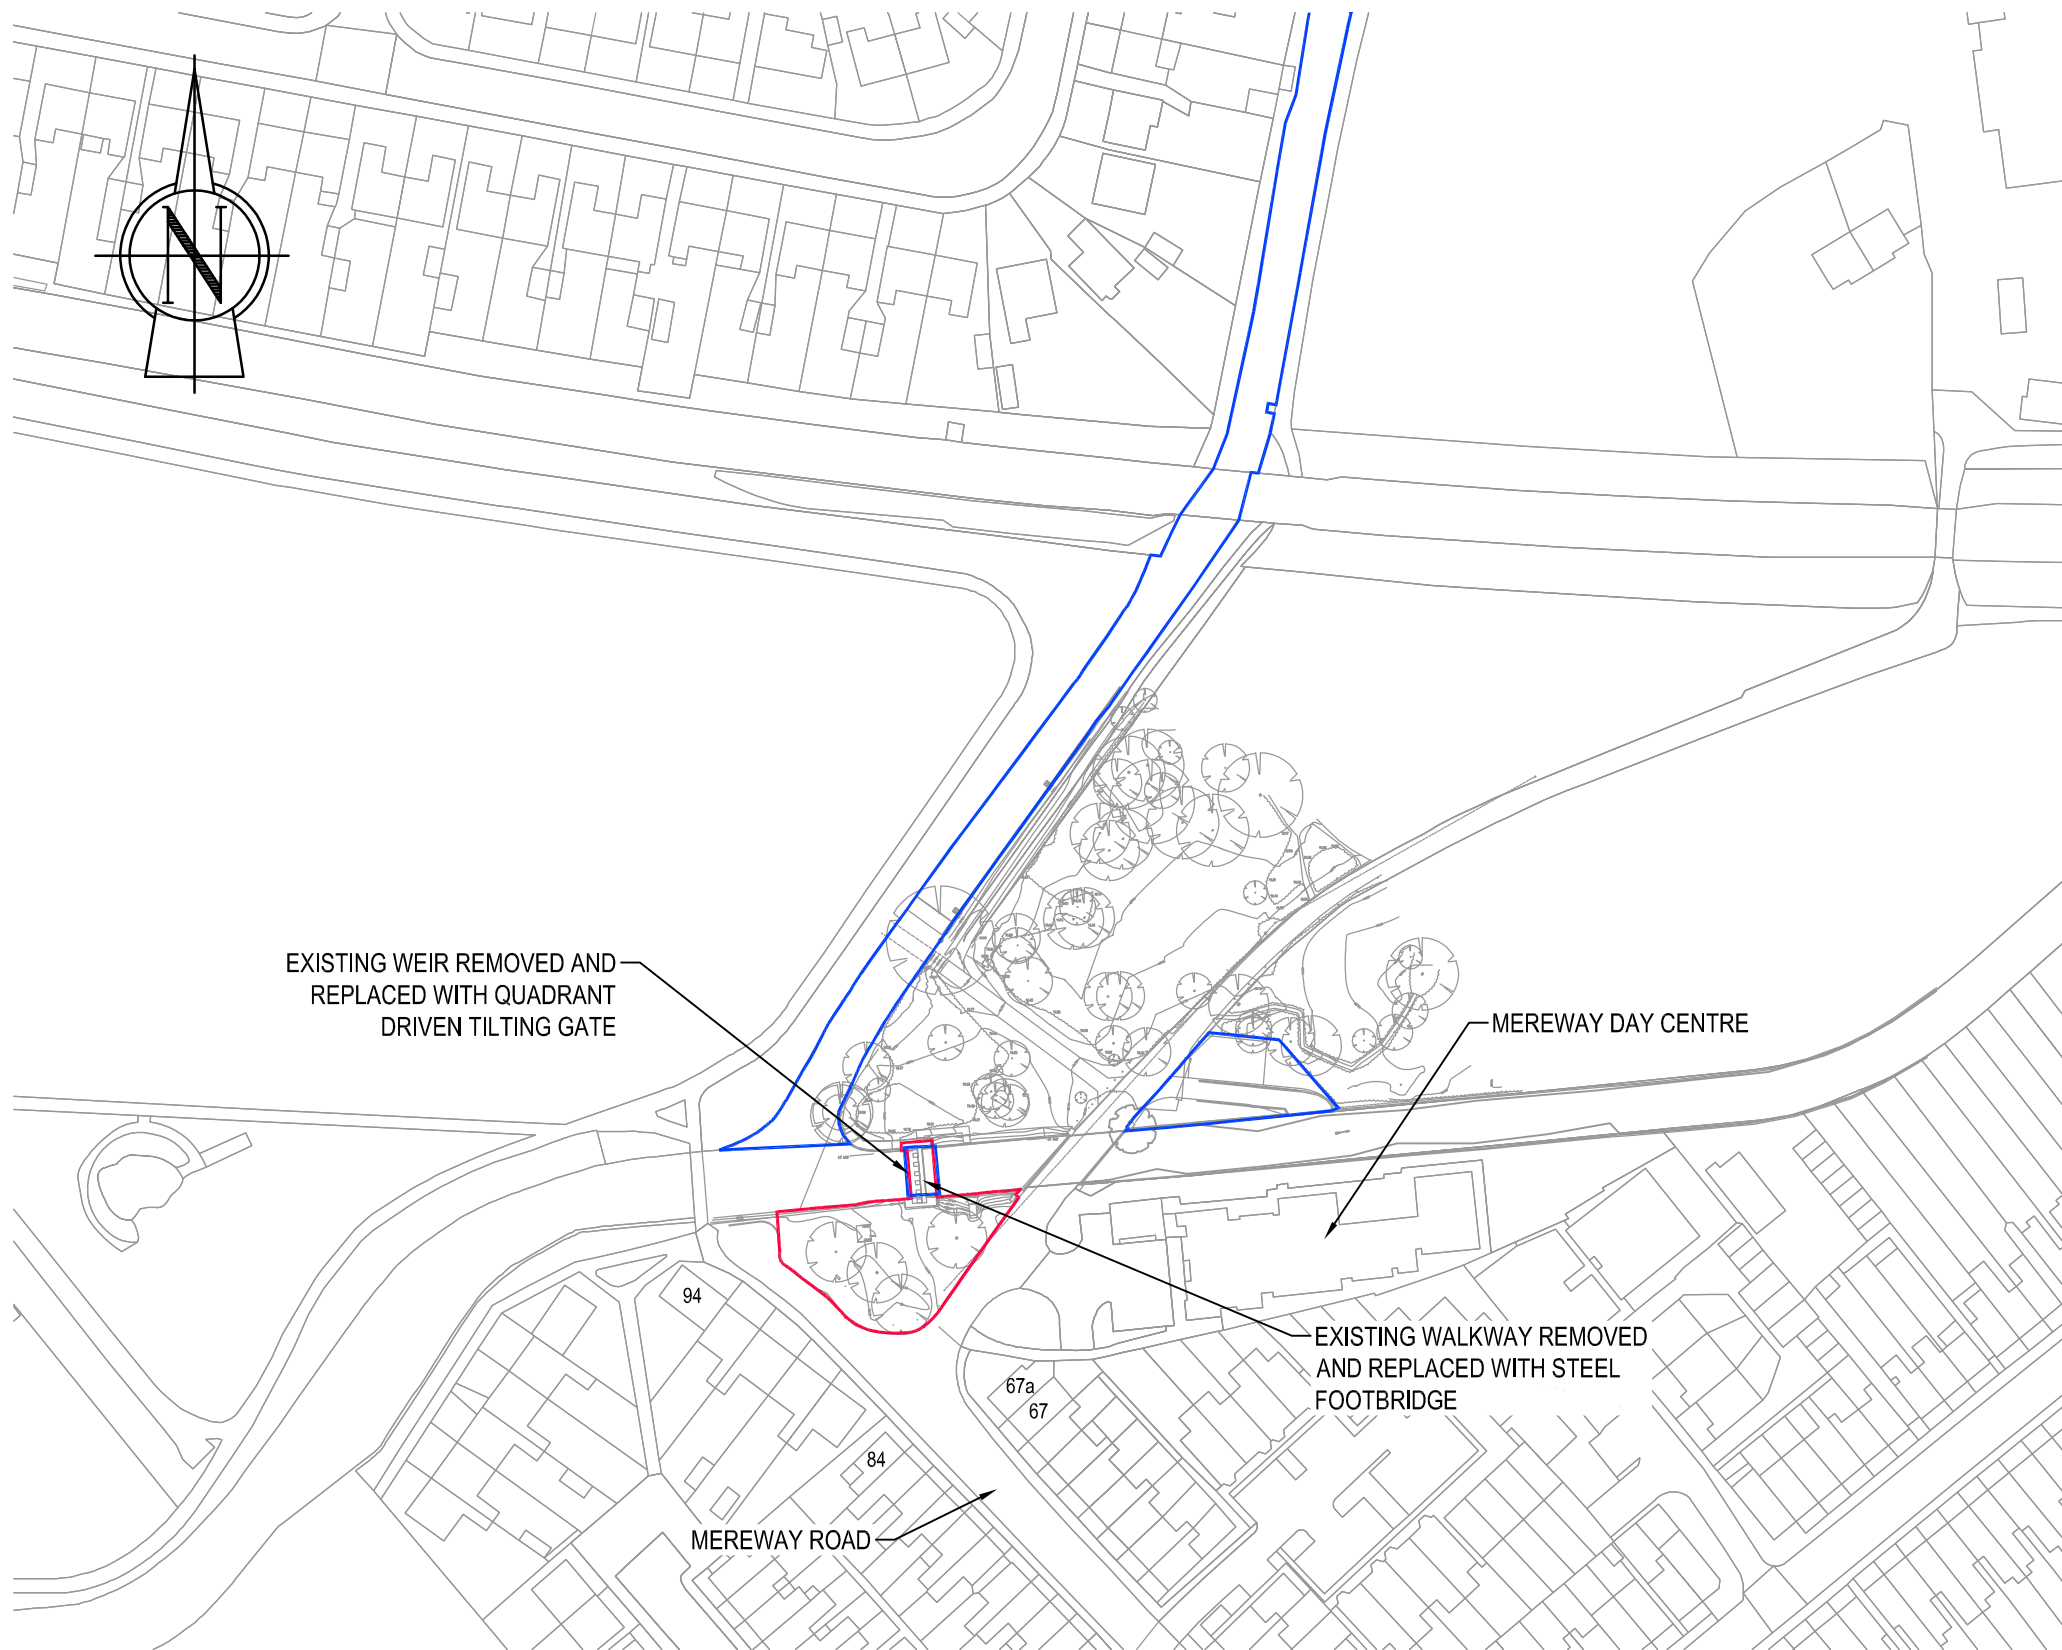 N
EXISTING WEIR REMOVED AND
REPLACED WITH QUADRANT
DRIVEN TILTING GATE
MEREWAY DAY CENTRE
94
EXISTING WALKWAY REMOVED
AND REPLACED WITH STEEL
FOOTBRIDGE
67a
67
84
MEREWAY ROAD